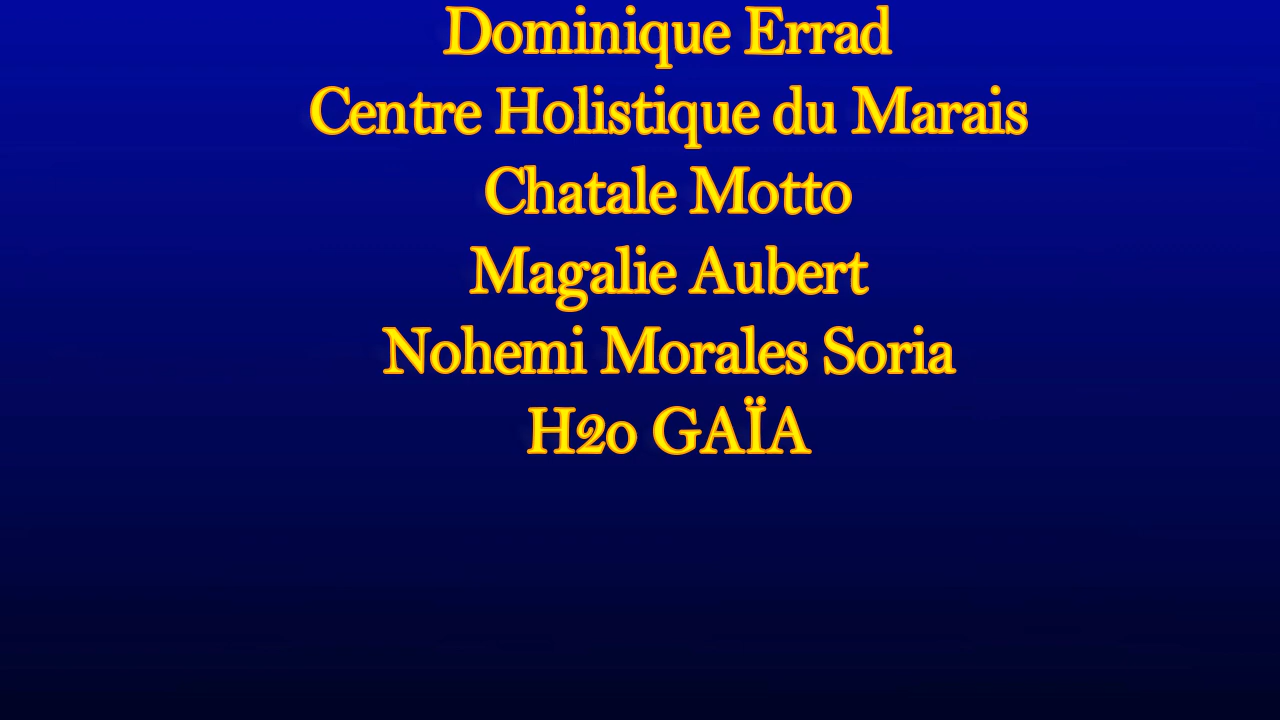 Dominique Errad
Centre Holistique du Marais
Chatale Motto
Magalie Aubert
Nohemi Morales Soria
H2o GAÏA